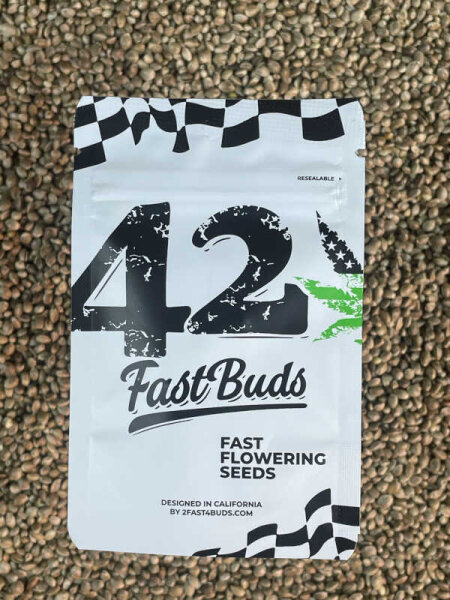 RESEALABLE
42
FastBuds
FAST
FLOWERING
SEEDS
DESIGNED IN CALIFORNIA
BY 2FAST4BUDS.COM